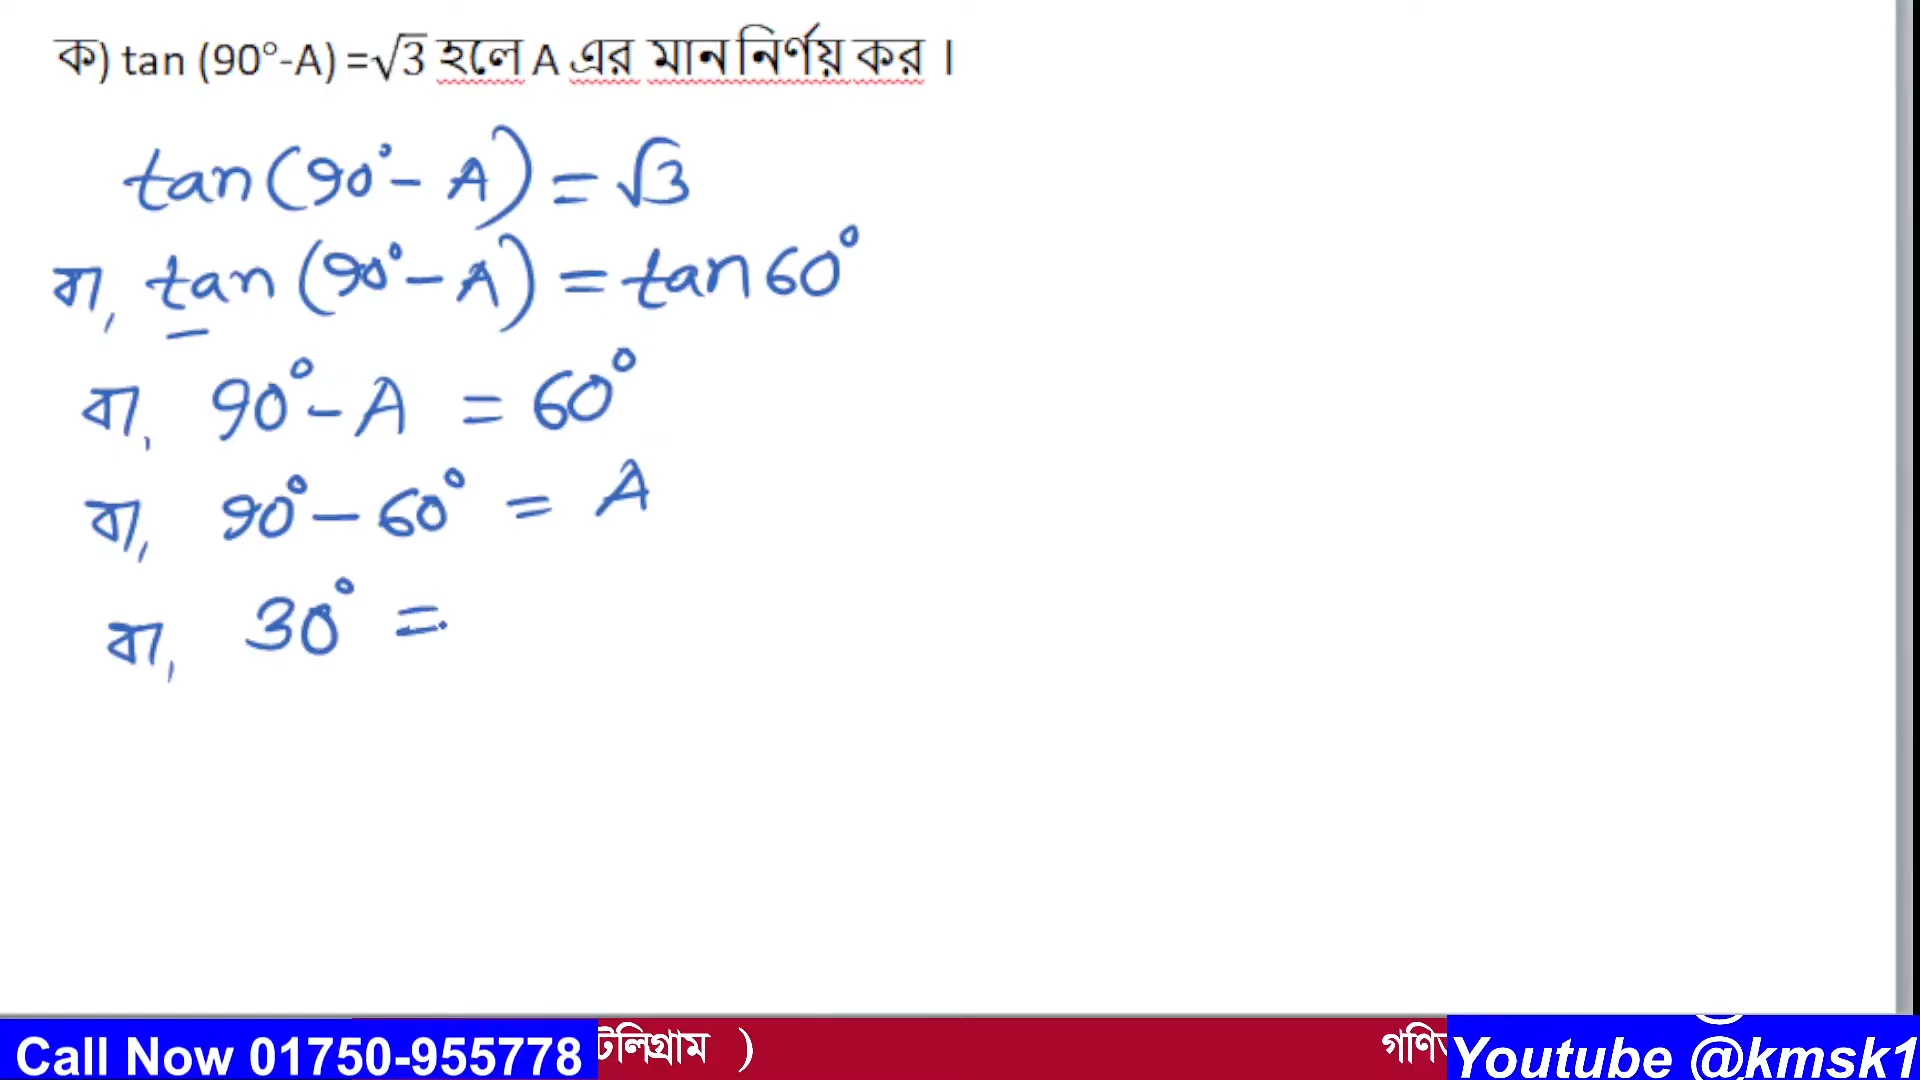 ক) tan (90°-A) =√3 হলে A এর মান নির্ণয় কর ।
tan(90°- A) = √3
বা, tan (90°- A) = tan 60°
বা, 90°- A = 60°
বা, 90° - 60° = A
বা, 30° =
Call Now 01750-955778 টেলিগ্রাম ) Youtube @kmsk1